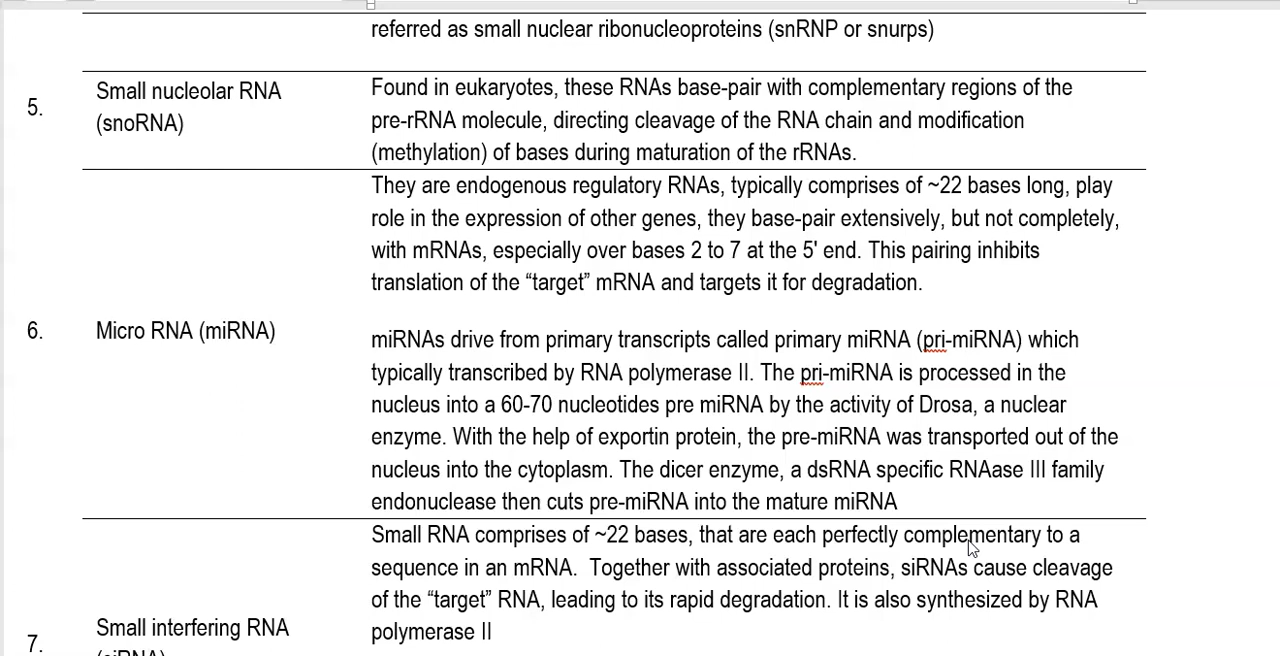 referred as small nuclear ribonucleoproteins (snRNP or snurps)
5.
Small nucleolar RNA
(snoRNA)
Found in eukaryotes, these RNAs base-pair with complementary regions of the
pre-rRNA molecule, directing cleavage of the RNA chain and modification
(methylation) of bases during maturation of the rRNAs.
6.
Micro RNA (miRNA)
They are endogenous regulatory RNAs, typically comprises of ~22 bases long, play
role in the expression of other genes, they base-pair extensively, but not completely,
with mRNAs, especially over bases 2 to 7 at the 5' end. This pairing inhibits
translation of the “target” mRNA and targets it for degradation.
miRNAs drive from primary transcripts called primary miRNA (pri-miRNA) which
typically transcribed by RNA polymerase II. The pri-miRNA is processed in the
nucleus into a 60-70 nucleotides pre miRNA by the activity of Drosa, a nuclear
enzyme. With the help of exportin protein, the pre-miRNA was transported out of the
nucleus into the cytoplasm. The dicer enzyme, a dsRNA specific RNAase III family
endonuclease then cuts pre-miRNA into the mature miRNA
7.
Small interfering RNA
(siRNA)
Small RNA comprises of ~22 bases, that are each perfectly complementary to a
sequence in an mRNA.  Together with associated proteins, siRNAs cause cleavage
of the “target” RNA, leading to its rapid degradation. It is also synthesized by RNA
polymerase II